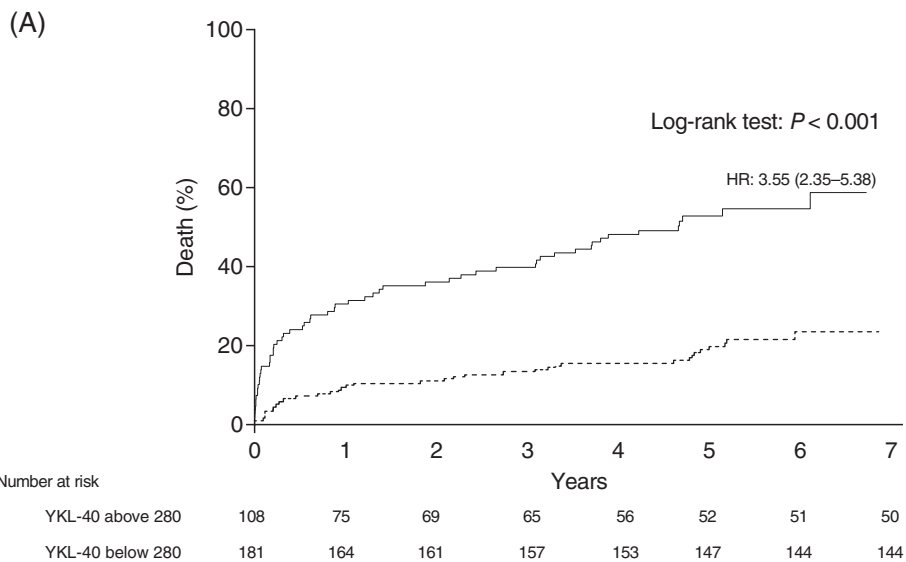 (A)
100
80
60
40
20
0
Death (%)
Log-rank test: P < 0.001
HR: 3.55 (2.35–5.38)
0 1 2 3 4 5 6 7
Years
Number at risk
YKL-40 above 280 108 75 69 65 56 52 51 50
YKL-40 below 280 181 164 161 157 153 147 144 144